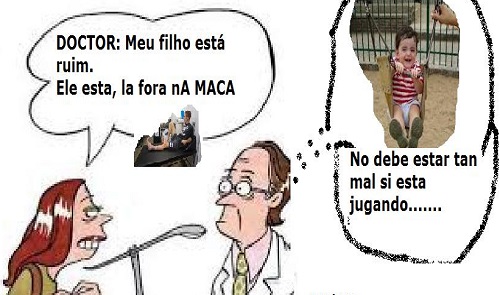 DOCTOR: Meu filho está
ruim.
Ele esta, la fora nA MACA
No debe estar tan
mal si esta
jugando.......